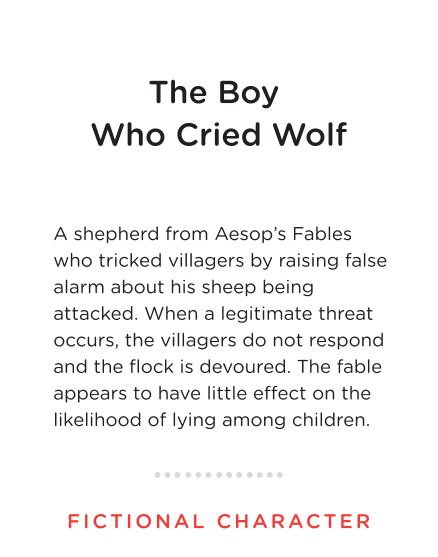 The Boy
Who Cried Wolf
A shepherd from Aesop’s Fables
who tricked villagers by raising false
alarm about his sheep being
attacked. When a legitimate threat
occurs, the villagers do not respond
and the flock is devoured. The fable
appears to have little effect on the
likelihood of lying among children.
FICTIONAL CHARACTER